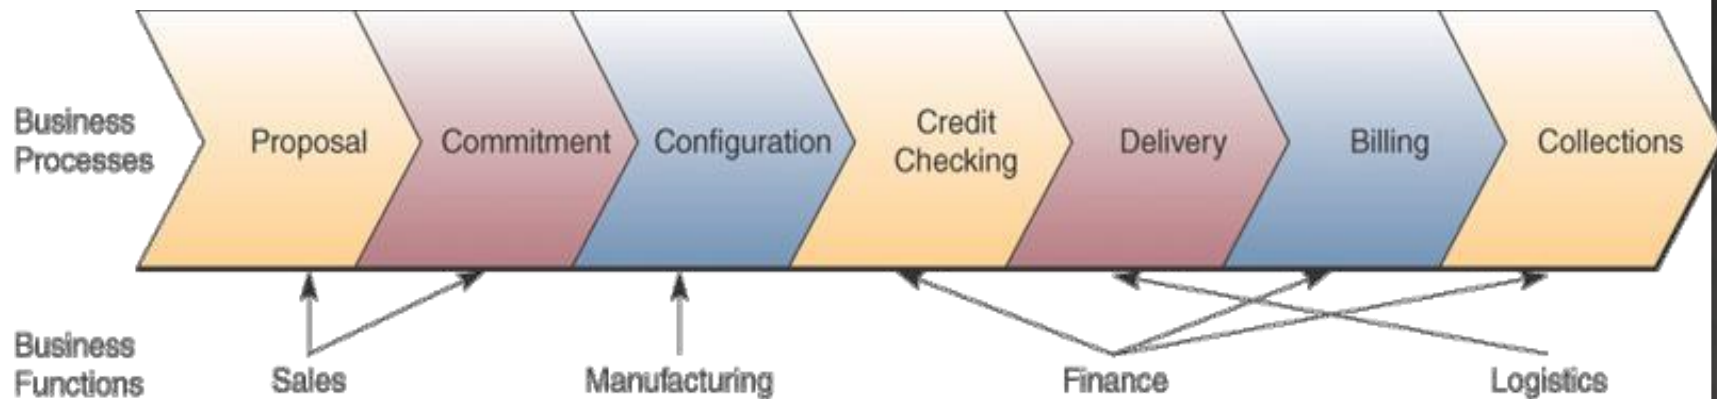 Business
Processes
Proposal
Commitment
Configuration
Credit
Checking
Delivery
Billing
Collections
Business
Functions
Sales
Manufacturing
Finance
Logistics